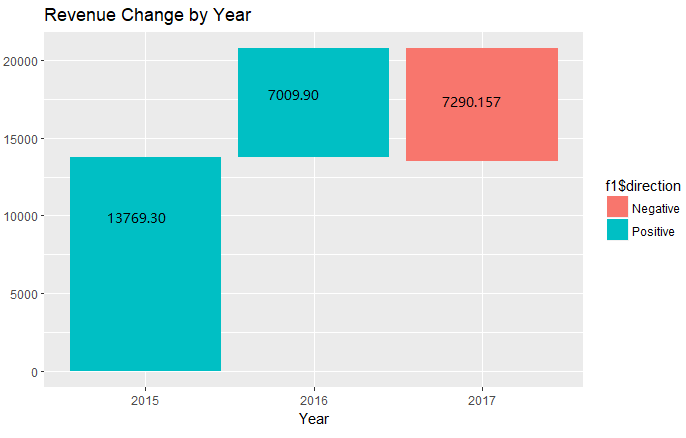 Revenue Change by Year
20000
15000
10000
5000
0
13769.30
7009.90
7290.157
2015
2016
2017
Year
f1$direction
Negative
Positive